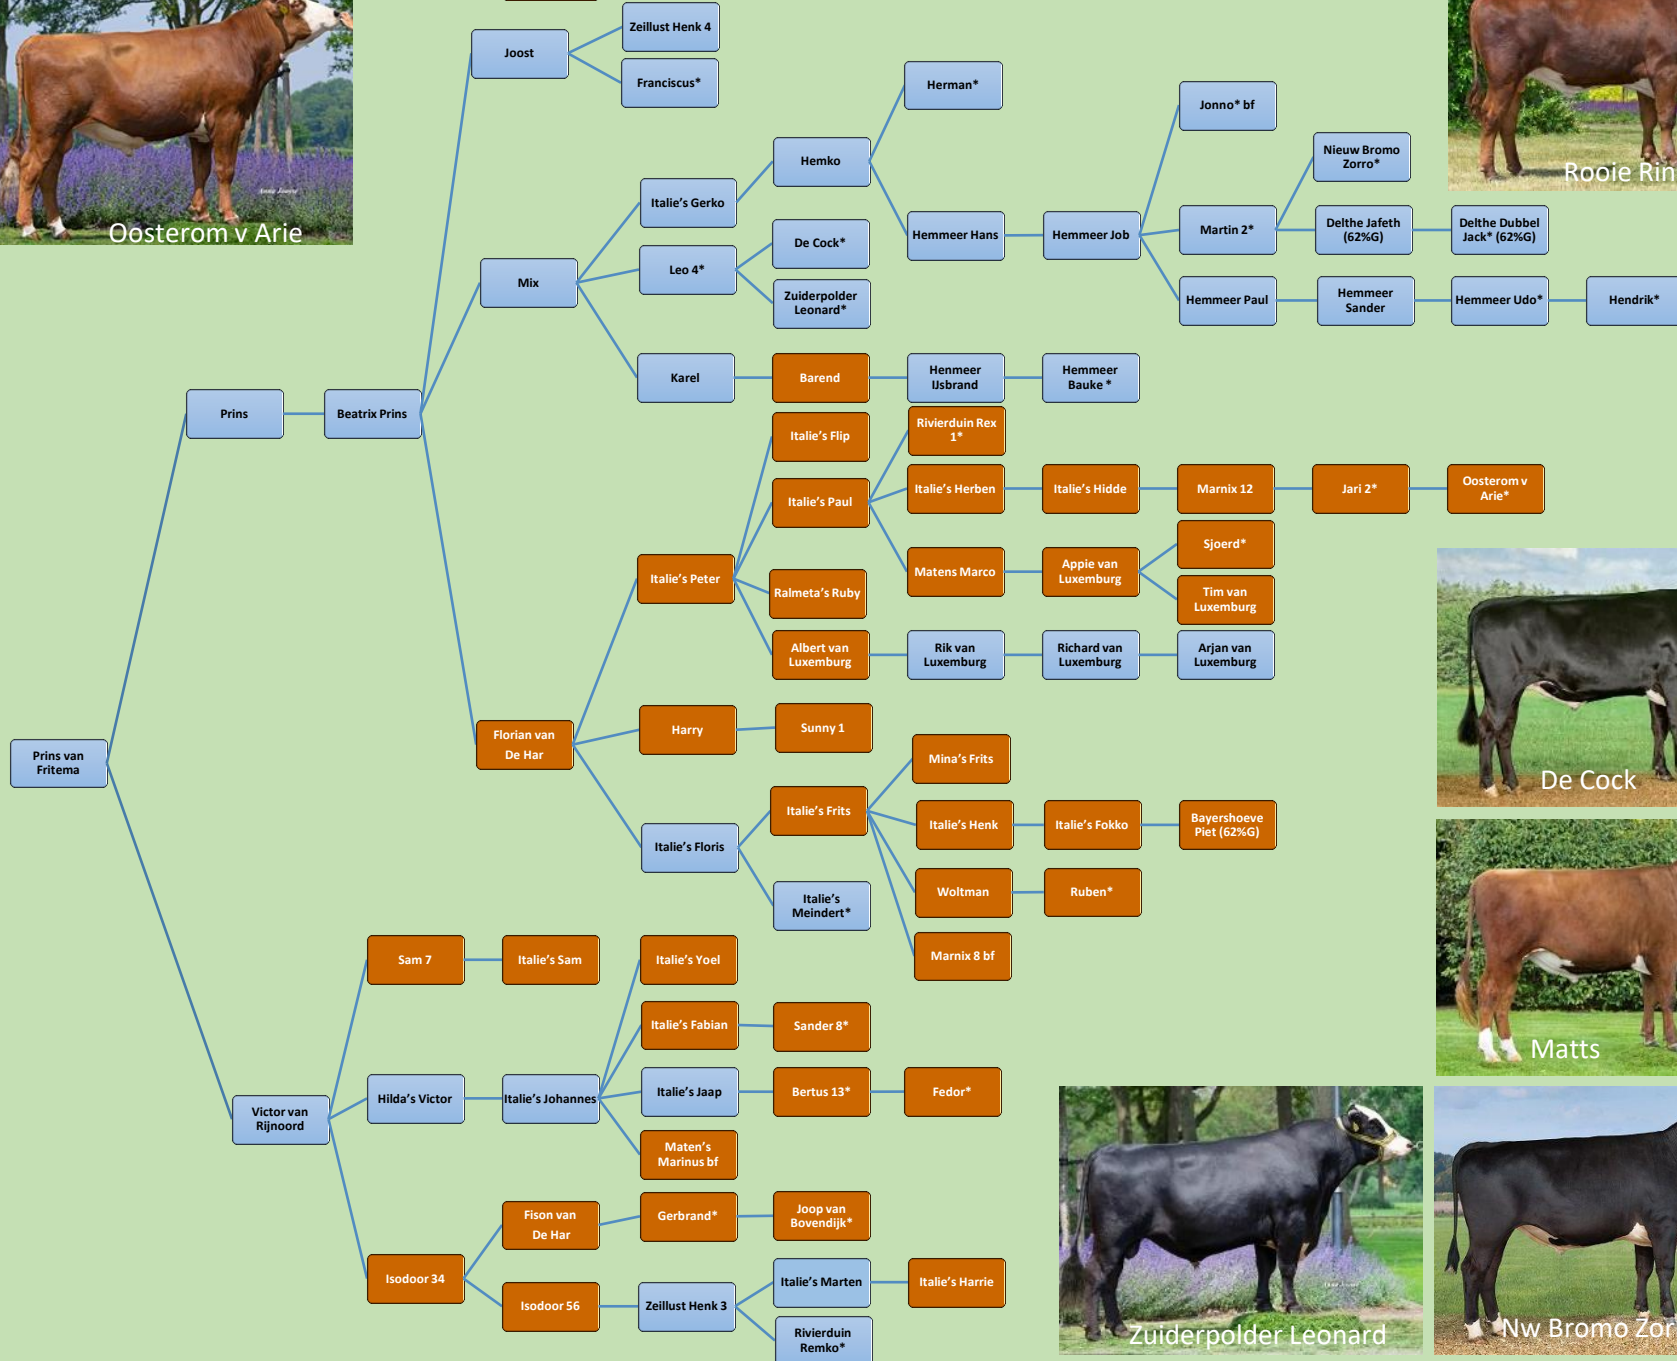 Zeillust Henk 4
Joost
Franciscus*
Herman*
Jonno* bf
Nieuw Bromo
Zorro*
Hemko
Rooie Rin
Italie's Gerko
Oosterom v Arie
De Cock*
Hemmeer Hans
Hemmeer Job
Martin 2*
Delthe Jafeth
(62%G)
Delthe Dubbel
Jack* (62%G)
Leo 4*
Mix
Zuiderpolder
Leonard*
Hemmeer Paul
Hemmeer
Sander
Hemmeer Udo*
Hendrik*
Karel
Barend
Henmeer
IJsbrand
Hemmeer
Bauke *
Prins
Beatrix Prins
Italie's Flip
Rivierduin Rex
1*
Italie's Paul
Italie's Herben
Italie's Hidde
Marnix 12
Jari 2*
Oosterom v
Arie*
Sjoerd*
Italie's Peter
Matens Marco
Appie van
Luxemburg
Ralmeta's Ruby
Tim van
Luxemburg
Albert van
Luxemburg
Rik van
Luxemburg
Richard van
Luxemburg
Arjan van
Luxemburg
Florian van
De Har
Harry
Sunny 1
Prins van
Fritema
Mina's Frits
De Cock
Italie's Frits
Italie's Henk
Italie's Fokko
Bayershoeve
Piet (62%G)
Italie's Floris
Woltman
Ruben*
Italie's
Meindert*
Marnix 8 bf
Sam 7
Italie's Sam
Italie's Yoel
Italie's Fabian
Sander 8*
Matts
Victor van
Rijnoord
Hilda's Victor
Italie's Johannes
Italie's Jaap
Bertus 13*
Fedor*
Maten's
Marinus bf
Fison van
De Har
Gerbrand*
Joop van
Bovendijk*
Isodoor 34
Italie's Marten
Italie's Harrie
Isodoor 56
Zeillust Henk 3
Rivierduin
Remko*
Zuiderpolder Leonard
Nw Bromo Zor